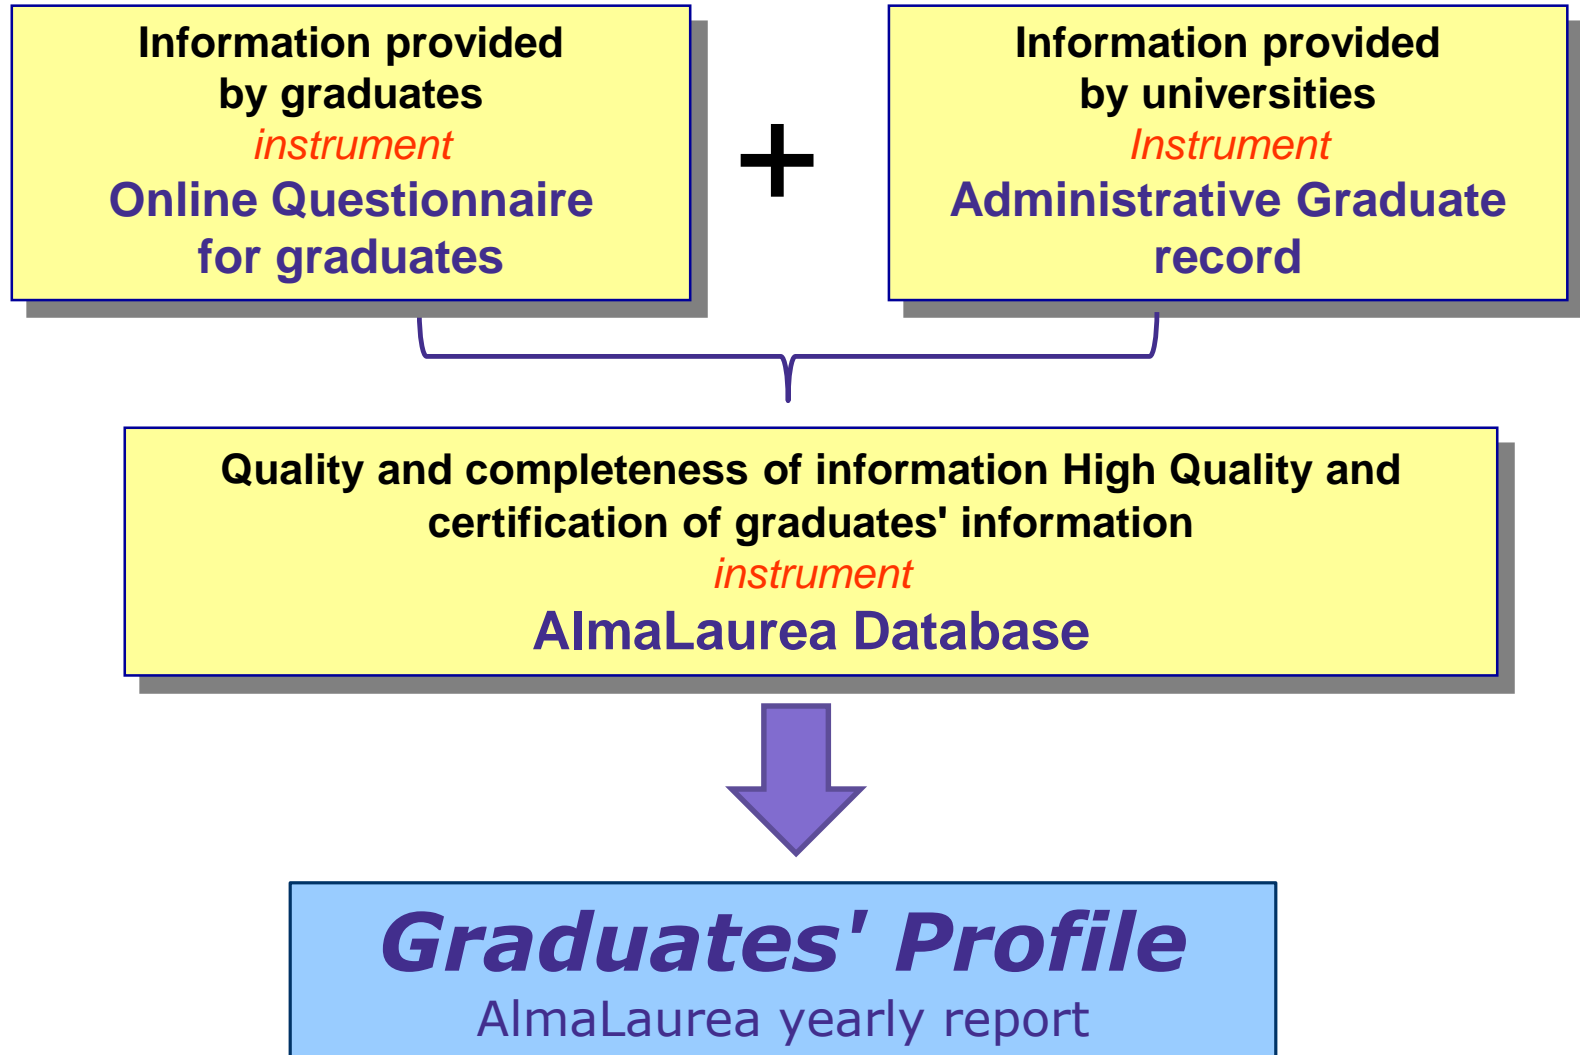 Information provided
by graduates
instrument
Online Questionnaire
for graduates
+
Information provided
by universities
Instrument
Administrative Graduate
record
Quality and completeness of information High Quality and
certification of graduates' information
instrument
AlmaLaurea Database
Graduates' Profile
AlmaLaurea yearly report